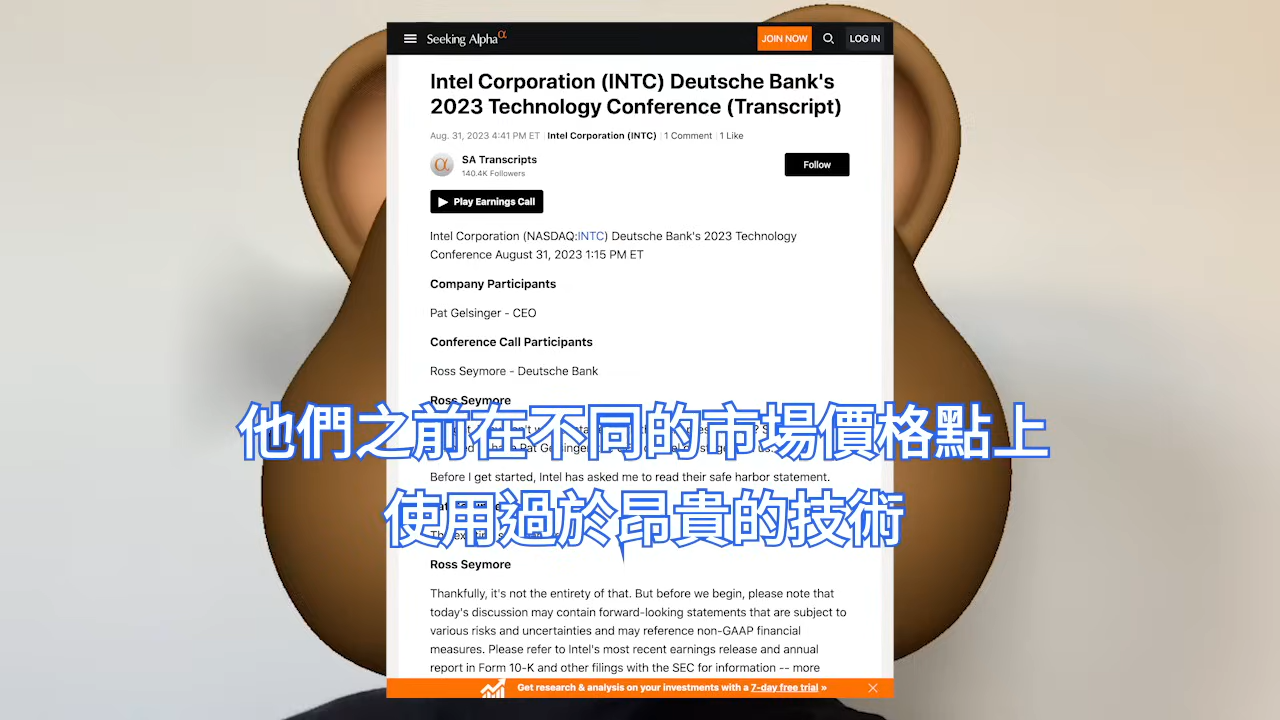 Seeking Alpha α
JOIN NOW
LOG IN
Intel Corporation (INTC) Deutsche Bank's
2023 Technology Conference (Transcript)
Aug. 31, 2023 4:41 PM ET | Intel Corporation (INTC) | 1 Comment | 1 Like
SA Transcripts
140.4K Followers
Follow
Play Earnings Call
Intel Corporation (NASDAQ:INTC) Deutsche Bank's 2023 Technology
Conference August 31, 2023 1:15 PM ET
Company Participants
Pat Gelsinger - CEO
Conference Call Participants
Ross Seymore - Deutsche Bank
Ross Seymore
他們之前在不同的市場價格點上
Before I get started, Intel has asked me to read their safe harbor statement.
使用過於昂貴的技術
Ross Seymore
Thankfully, it's not the entirety of that. But before we begin, please note that
today's discussion may contain forward-looking statements that are subject to
various risks and uncertainties and may reference non-GAAP financial
measures. Please refer to Intel's most recent earnings release and annual
report in Form 10-K and other filings with the SEC for information -- more
Get research & analysis on your investments with a 7-day free trial »